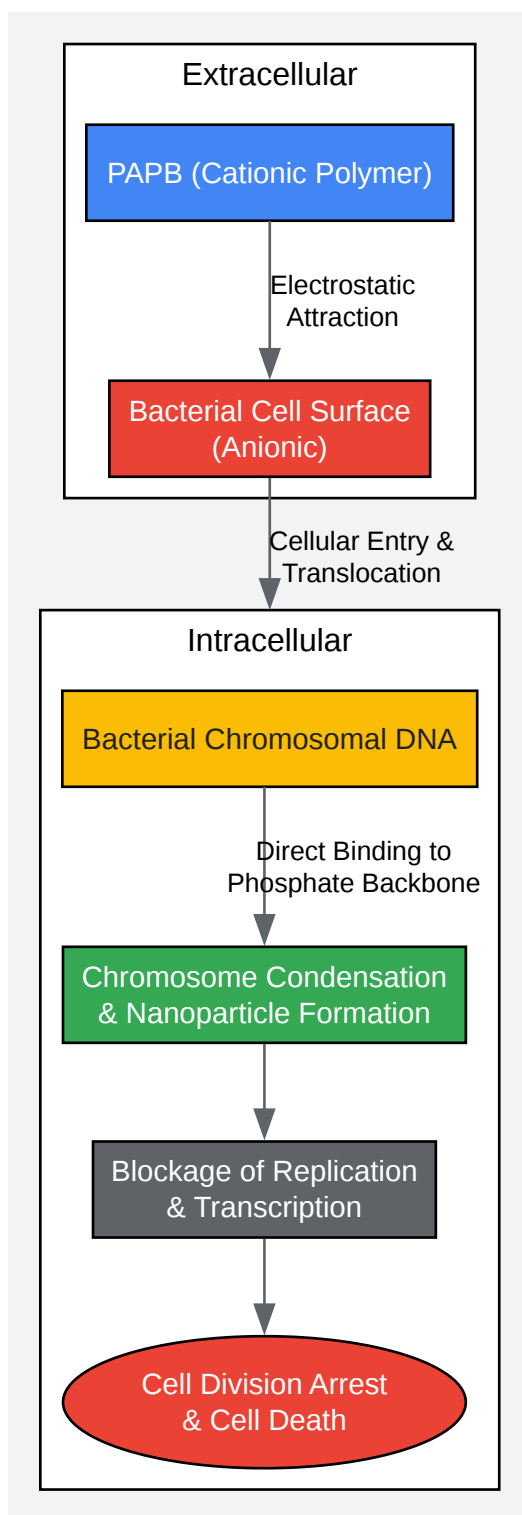 Extracellular
PAPB (Cationic Polymer)
Electrostatic
Attraction
Bacterial Cell Surface
(Anionic)
Cellular Entry &
Translocation
Intracellular
Bacterial Chromosomal DNA
Direct Binding to
Phosphate Backbone
Chromosome Condensation
& Nanoparticle Formation
Blockage of Replication
& Transcription
Cell Division Arrest
& Cell Death